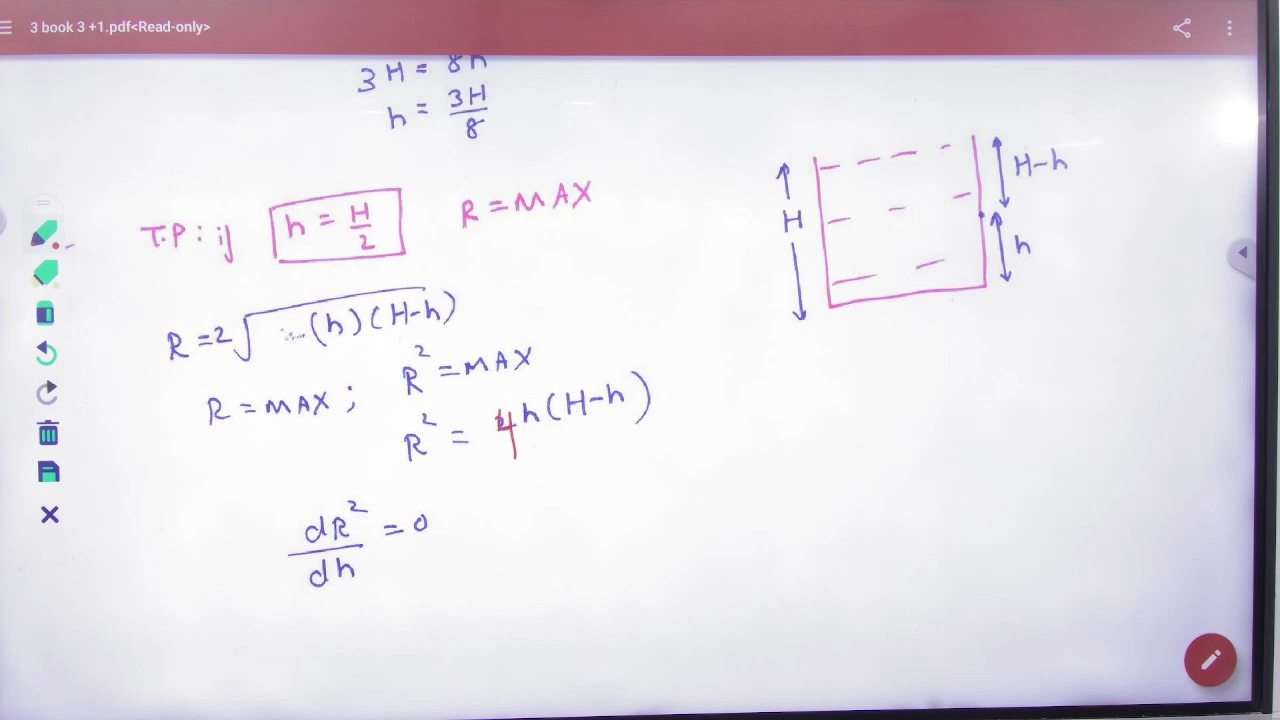 3 book 3 +1.pdf<Read-only>
3H = 8h
h = 3H/8
T.P : if h = H/2 R = MAX
R = 2√(h)(H-h)
R = MAX ; R² = MAX
R² = 4h(H-h)
dR²/dh = 0
H
H-h
h